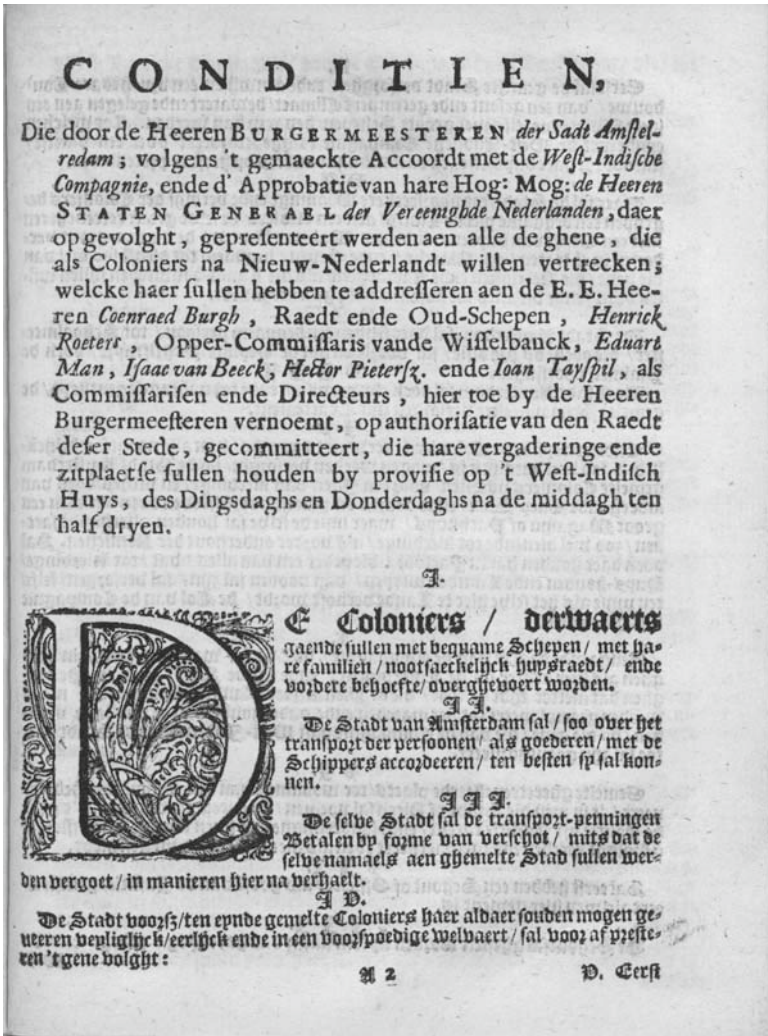 CONDITIEN,
Die door de Heeren BURGERMEESTEREN der Sadt Amſtel-
redam; volgens 't gemaeckte Accoordt met de Weſt-Indiſche
Compagnie, ende d' Approbatie van hare Hog: Mog: de Heeren
STATEN GENERAEL der Vereenighde Nederlanden, daer
op gevolght, gepreſenteert werden aen alle de ghene, die
als Coloniers na Nieuw-Nederlandt willen vertrecken;
welcke haer ſullen hebben te addreſſeren aen de E. E. Hee-
ren Coenraed Burgh, Raedt ende Oud-Schepen, Henrick
Roeters, Opper-Commiſſaris vande Wiſſelbanck, Eduart
Man, Iſaac van Beeck, Hector Pieterſz. ende Ioan Tayſpil, als
Commiſſariſen ende Directeurs, hier toe by de Heeren
Burgermeeſteren vernoemt, op authoriſatie van den Raedt
deſer Stede, gecommitteert, die hare vergaderinge ende
zitplaetſe ſullen houden by proviſie op 't Weſt-Indiſch
Huys, des Dingsdaghs en Donderdaghs na de middagh ten
half dryen.
I.
DE Coloniers / derwaerts
gaende ſullen met bequame Schepen / met ha-
re familien / nootſaeckelijck huyſraedt / ende
vordere behoefte / overghevoert worden.
II.
De Stadt van Amſterdam ſal / ſoo over het
tranſport der perſoonen / als goederen / met de
Schippers accordeeren / ten beſten ſy ſal kon-
nen.
III.
De ſelve Stadt ſal de tranſport-penningen
Betalen by forme van verſchot / mits dat de
ſelve namaels aen ghemelte Stad ſullen wer-
den vergoet / in manieren hier na verhaelt.
IV.
De Stadt voorſz / ten eynde gemelte Coloniers haer aldaer ſouden mogen ge-
neeren veyliglijck / eerlijck ende in een voorſpoedige welvaert / ſal voor af preſte-
ren 't gene volght:
A 2
V. Eerſt